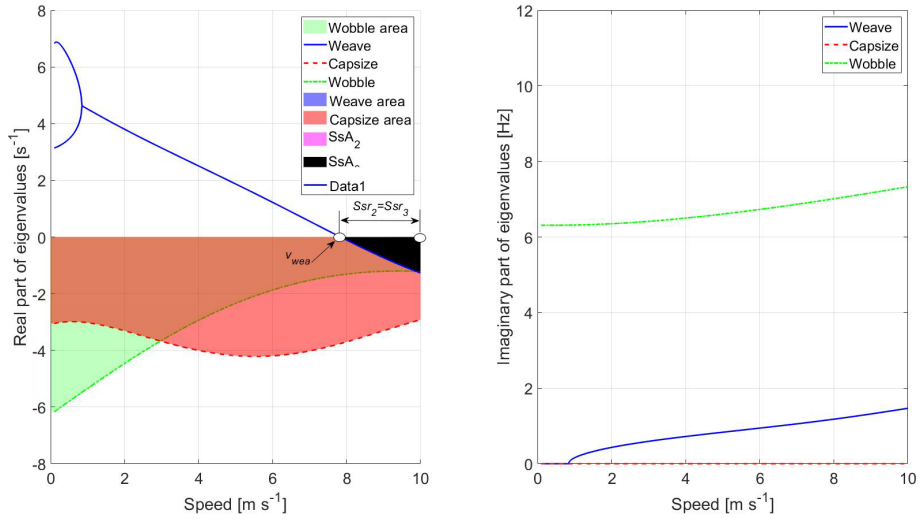 8
6
4
2
0
-2
-4
-6
-8
Real part of eigenvalues [s⁻¹]
0 2 4 6 8 10
Speed [m s⁻¹]
Wobble area
Weave
Capsize
Wobble
Weave area
Capsize area
SsA₂
SsA
Data1
Ssr₂=Ssr₃
v_wea
12
10
8
6
4
2
0
Imaginary part of eigenvalues [Hz]
0 2 4 6 8 10
Speed [m s⁻¹]
Weave
Capsize
Wobble